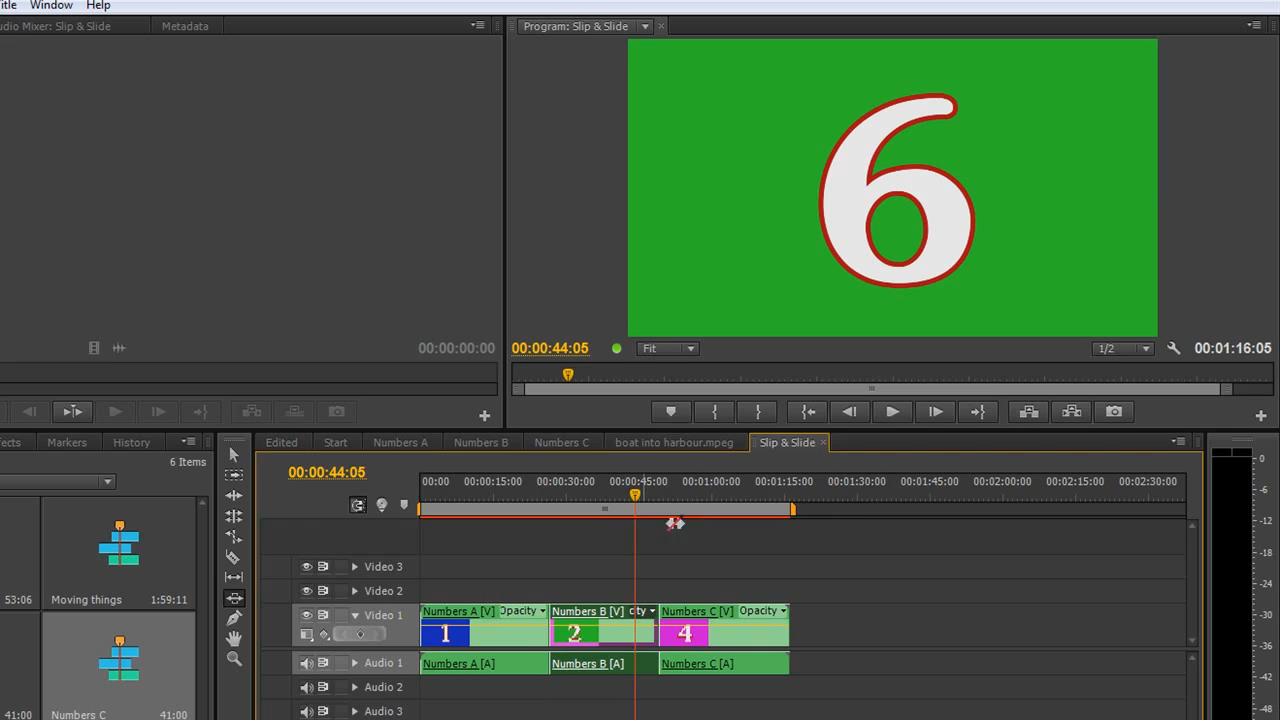 itle Window Help
udio Mixer: Slip & Slide Metadata
Program: Slip & Slide
6
00:00:00:00
00:00:44:05 Fit 1/2 00:01:16:05
ects Markers History
6 Items
Edited Start Numbers A Numbers B Numbers C boat into harbour.mpeg Slip & Slide
00:00:44:05
00:00 00:00:15:00 00:00:30:00 00:00:45:00 00:01:00:00 00:01:15:00 00:01:30:00 00:01:45:00 00:02:00:00 00:02:15:00 00:02:30:00
53:06 Moving things 1:59:11
Video 3
Video 2
Video 1
Numbers A [V] Opacity Numbers B [V] city Numbers C [V] Opacity
1 2 4
Audio 1 Numbers A [A] Numbers B [A] Numbers C [A]
Audio 2
Audio 3
41:00 Numbers C 41:00
0
-6
-12
-18
-24
-30
-36
-42
-48